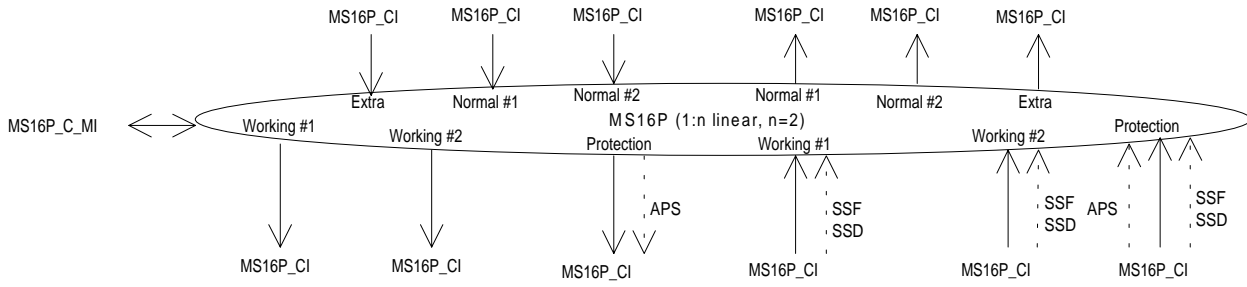 MS16P_CI MS16P_CI MS16P_CI MS16P_CI MS16P_CI MS16P_CI
Extra Normal #1 Normal #2 Normal #1 Normal #2 Extra
MS16P_C_MI
MS16P (1:n linear, n=2)
Working #1 Working #2 Protection Working #1 Working #2 Protection
APS
SSF
SSD
SSF
SSD
APS
SSF
SSD
MS16P_CI MS16P_CI MS16P_CI MS16P_CI MS16P_CI MS16P_CI